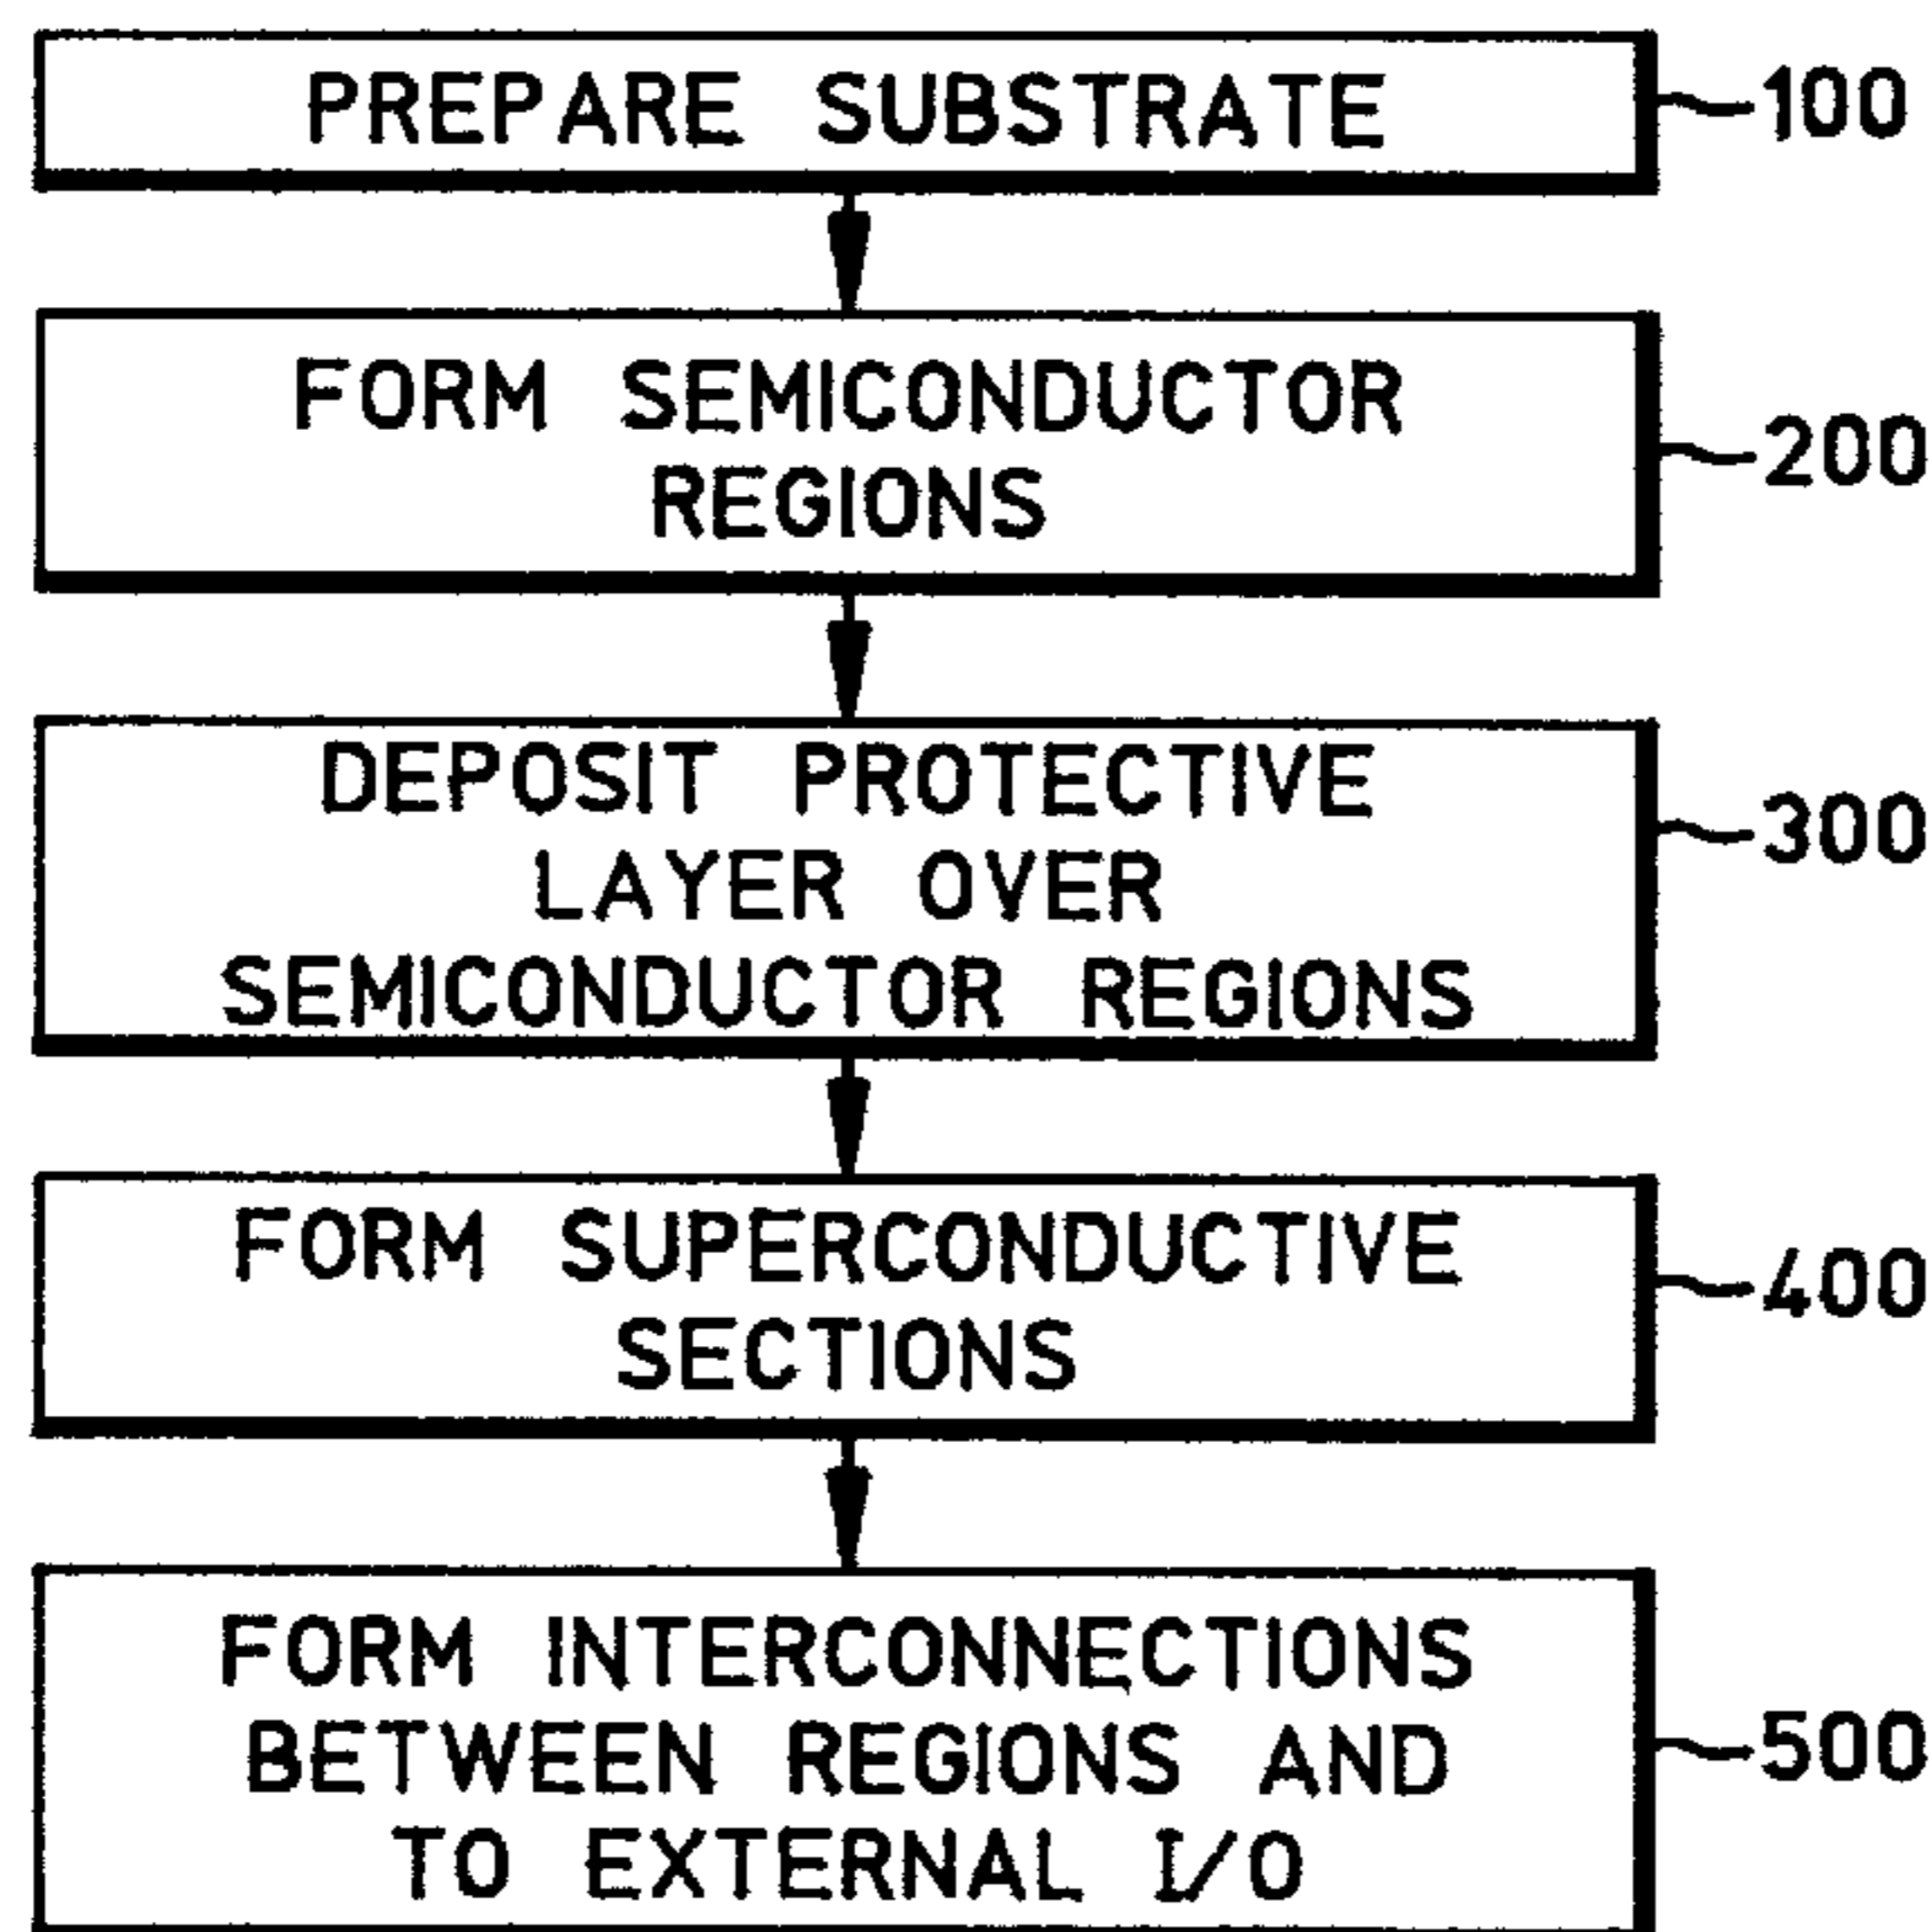 PREPARE SUBSTRATE
100
FORM SEMICONDUCTOR
REGIONS
200
DEPOSIT PROTECTIVE
LAYER OVER
SEMICONDUCTOR REGIONS
300
FORM SUPERCONDUCTIVE
SECTIONS
400
FORM INTERCONNECTIONS
BETWEEN REGIONS AND
TO EXTERNAL I/O
500